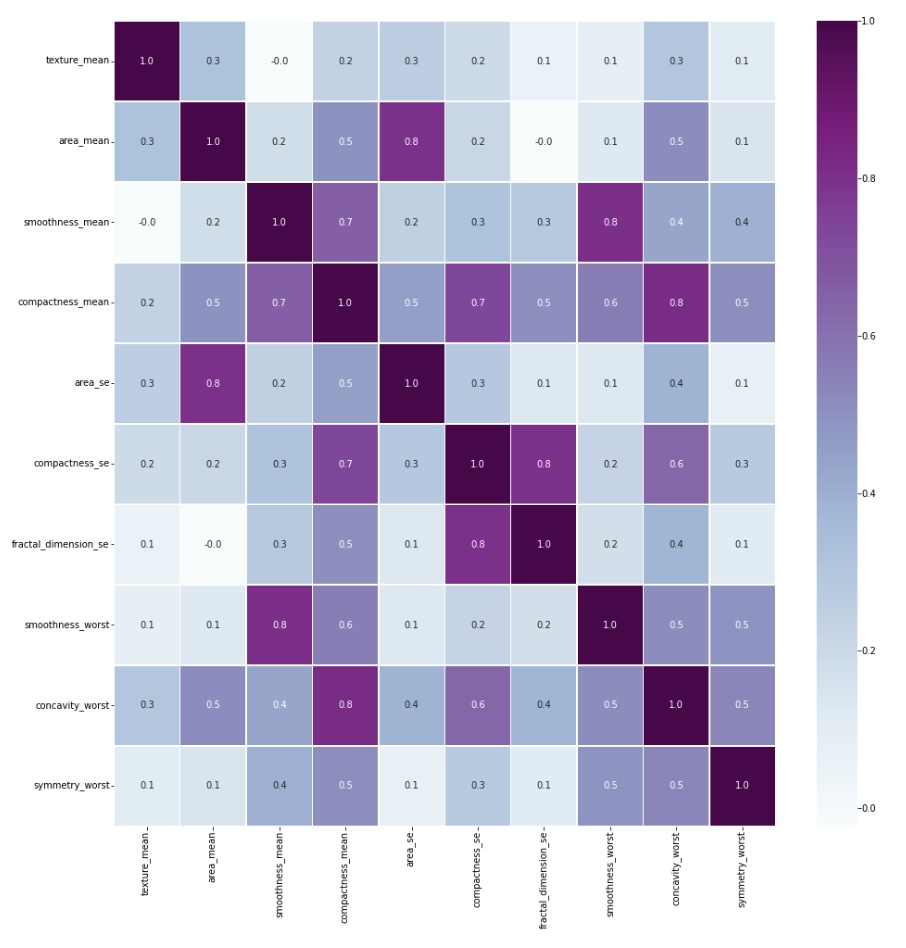 texture_mean 1.0 0.3 -0.0 0.2 0.3 0.2 0.1 0.1 0.3 0.1
area_mean 0.3 1.0 0.2 0.5 0.8 0.2 -0.0 0.1 0.5 0.1
smoothness_mean -0.0 0.2 1.0 0.7 0.2 0.3 0.3 0.8 0.4 0.4
compactness_mean 0.2 0.5 0.7 1.0 0.5 0.7 0.5 0.6 0.8 0.5
area_se 0.3 0.8 0.2 0.5 1.0 0.3 0.1 0.1 0.4 0.1
compactness_se 0.2 0.2 0.3 0.7 0.3 1.0 0.8 0.2 0.6 0.3
fractal_dimension_se 0.1 -0.0 0.3 0.5 0.1 0.8 1.0 0.2 0.4 0.1
smoothness_worst 0.1 0.1 0.8 0.6 0.1 0.2 0.2 1.0 0.5 0.5
concavity_worst 0.3 0.5 0.4 0.8 0.4 0.6 0.4 0.5 1.0 0.5
symmetry_worst 0.1 0.1 0.4 0.5 0.1 0.3 0.1 0.5 0.5 1.0
texture_mean
area_mean
smoothness_mean
compactness_mean
area_se
compactness_se
fractal_dimension_se
smoothness_worst
concavity_worst
symmetry_worst
1.0
0.8
0.6
0.4
0.2
-0.0